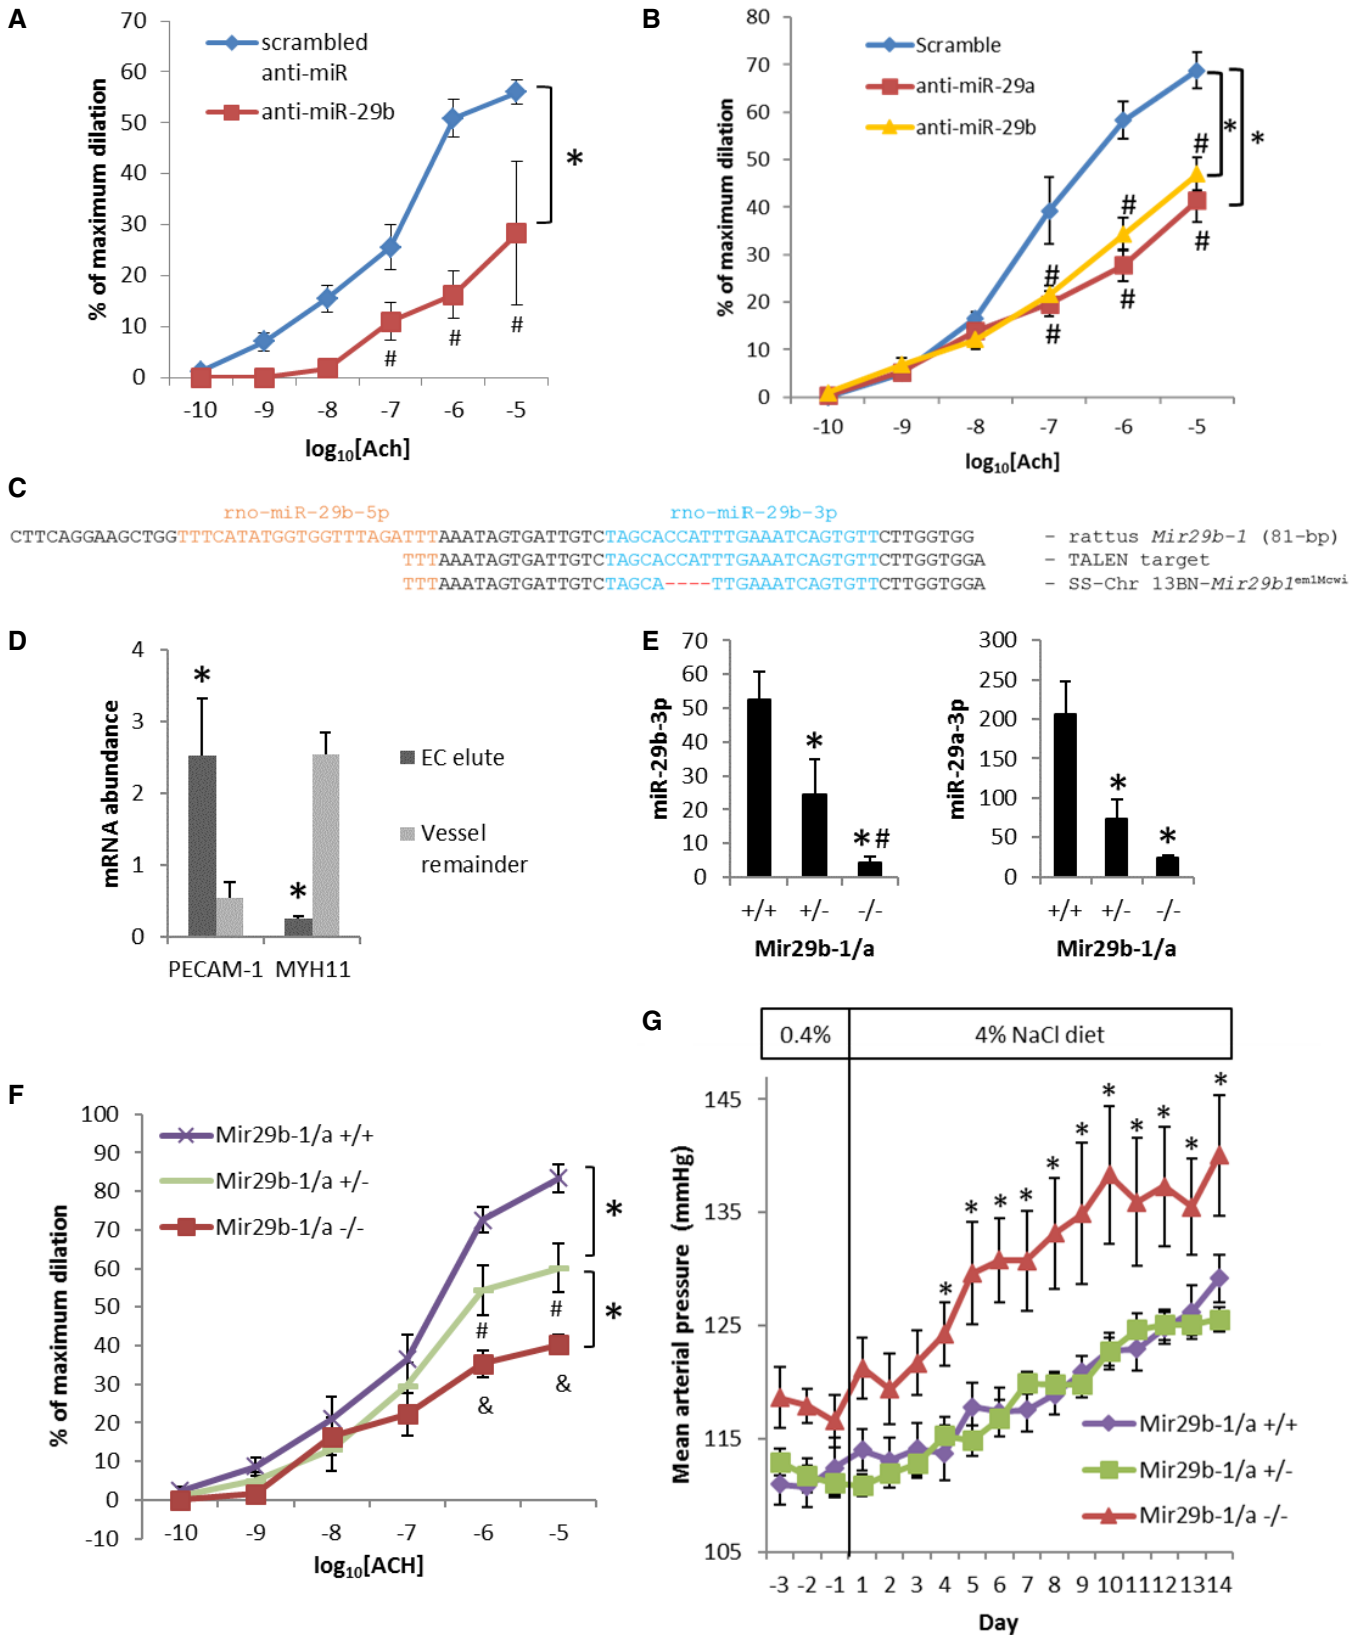 A
70
60
50
40
30
20
10
0
% of maximum dilation
scrambled
anti-miR
anti-miR-29b
*
#
#
#
-10 -9 -8 -7 -6 -5
log10[Ach]
B
80
70
60
50
40
30
20
10
0
% of maximum dilation
Scramble
anti-miR-29a
anti-miR-29b
* *
#
#
#
#
#
#
-10 -9 -8 -7 -6 -5
log10[Ach]
C
rno-miR-29b-5p rno-miR-29b-3p
CTTCAGGAAGCTGGTTTCATATGGTGGTTTAGATTTAAATAGTGATTGTCTAGCACCATTTGAAATCAGTGTTCTTGGTGG - rattus Mir29b-1 (81-bp)
TTTAAATAGTGATTGTCTAGCACCATTTGAAATCAGTGTTCTTGGTGGA - TALEN target
TTTAAATAGTGATTGTCTAGCA----TTGAAATCAGTGTTCTTGGTGGA - SS-Chr 13BN-Mir29b1em1Mcwi
D
4
3
2
1
0
mRNA abundance
*
*
EC elute
Vessel
remainder
PECAM-1 MYH11
E
70
60
50
40
30
20
10
0
miR-29b-3p
*
* #
+/+ +/- -/-
Mir29b-1/a
300
250
200
150
100
50
0
miR-29a-3p
*
*
+/+ +/- -/-
Mir29b-1/a
F
100
90
80
70
60
50
40
30
20
10
0
-10
% of maximum dilation
Mir29b-1/a +/+
Mir29b-1/a +/-
Mir29b-1/a -/-
*
*
#
#
&
&
-10 -9 -8 -7 -6 -5
log10[ACH]
G
0.4% 4% NaCl diet
145
135
125
115
105
Mean arterial pressure (mmHg)
* * * * * * * * * * *
Mir29b-1/a +/+
Mir29b-1/a +/-
Mir29b-1/a -/-
-3 -2 -1 1 2 3 4 5 6 7 8 9 10 11 12 13 14
Day